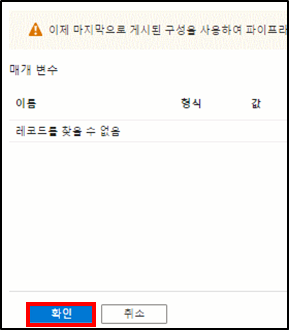 이제 마지막으로 게시된 구성을 사용하여 파이프라
매개 변수
이름 형식 값
레코드를 찾을 수 없음
확인 취소